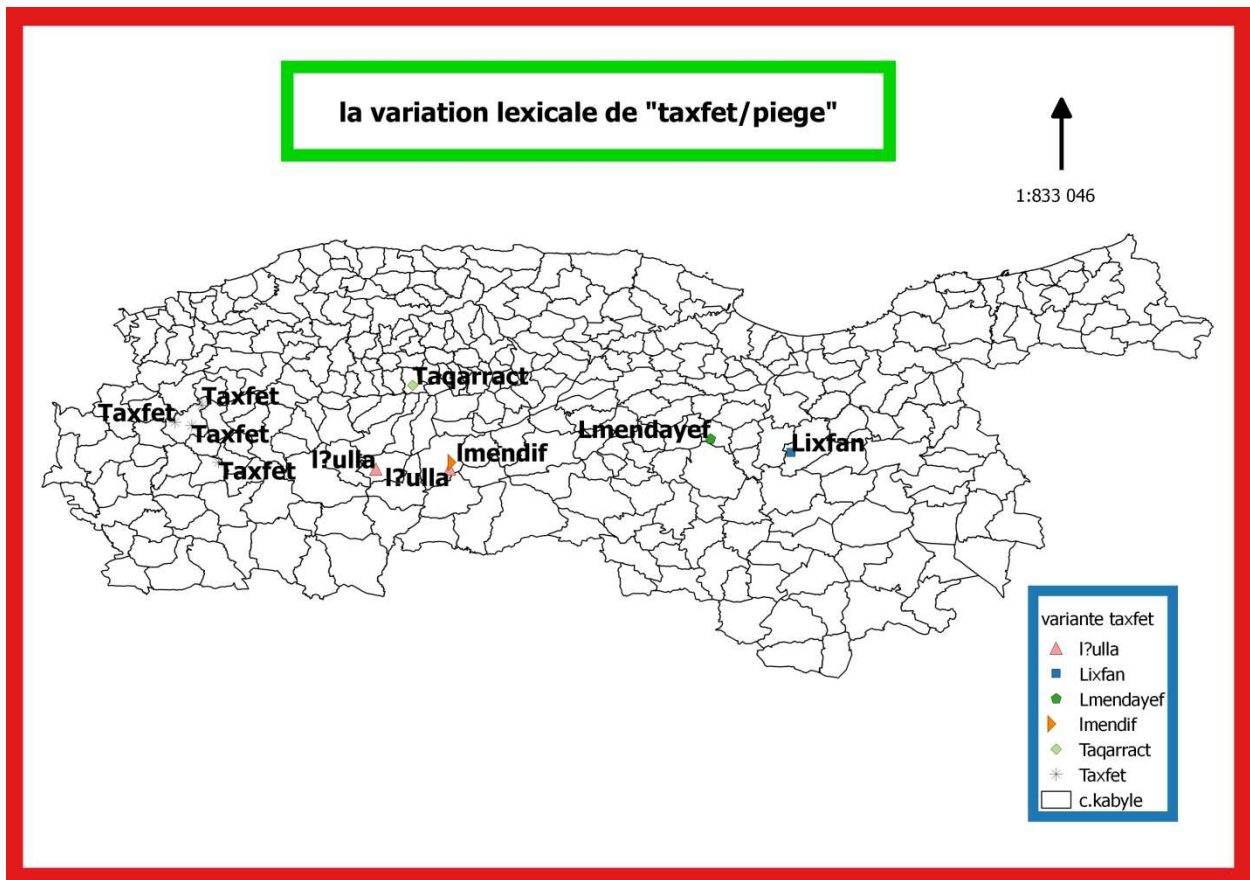 la variation lexicale de "taxfet/piege"
1:833 046
Taqarract
Taxfet
Taxfet
Taxfet
Lmendayef
Lixfan
lmendif
l?ulla
Taxfet
l?ulla
variante taxfet
l?ulla
Lixfan
Lmendayef
lmendif
Taqarract
Taxfet
c.kabyle